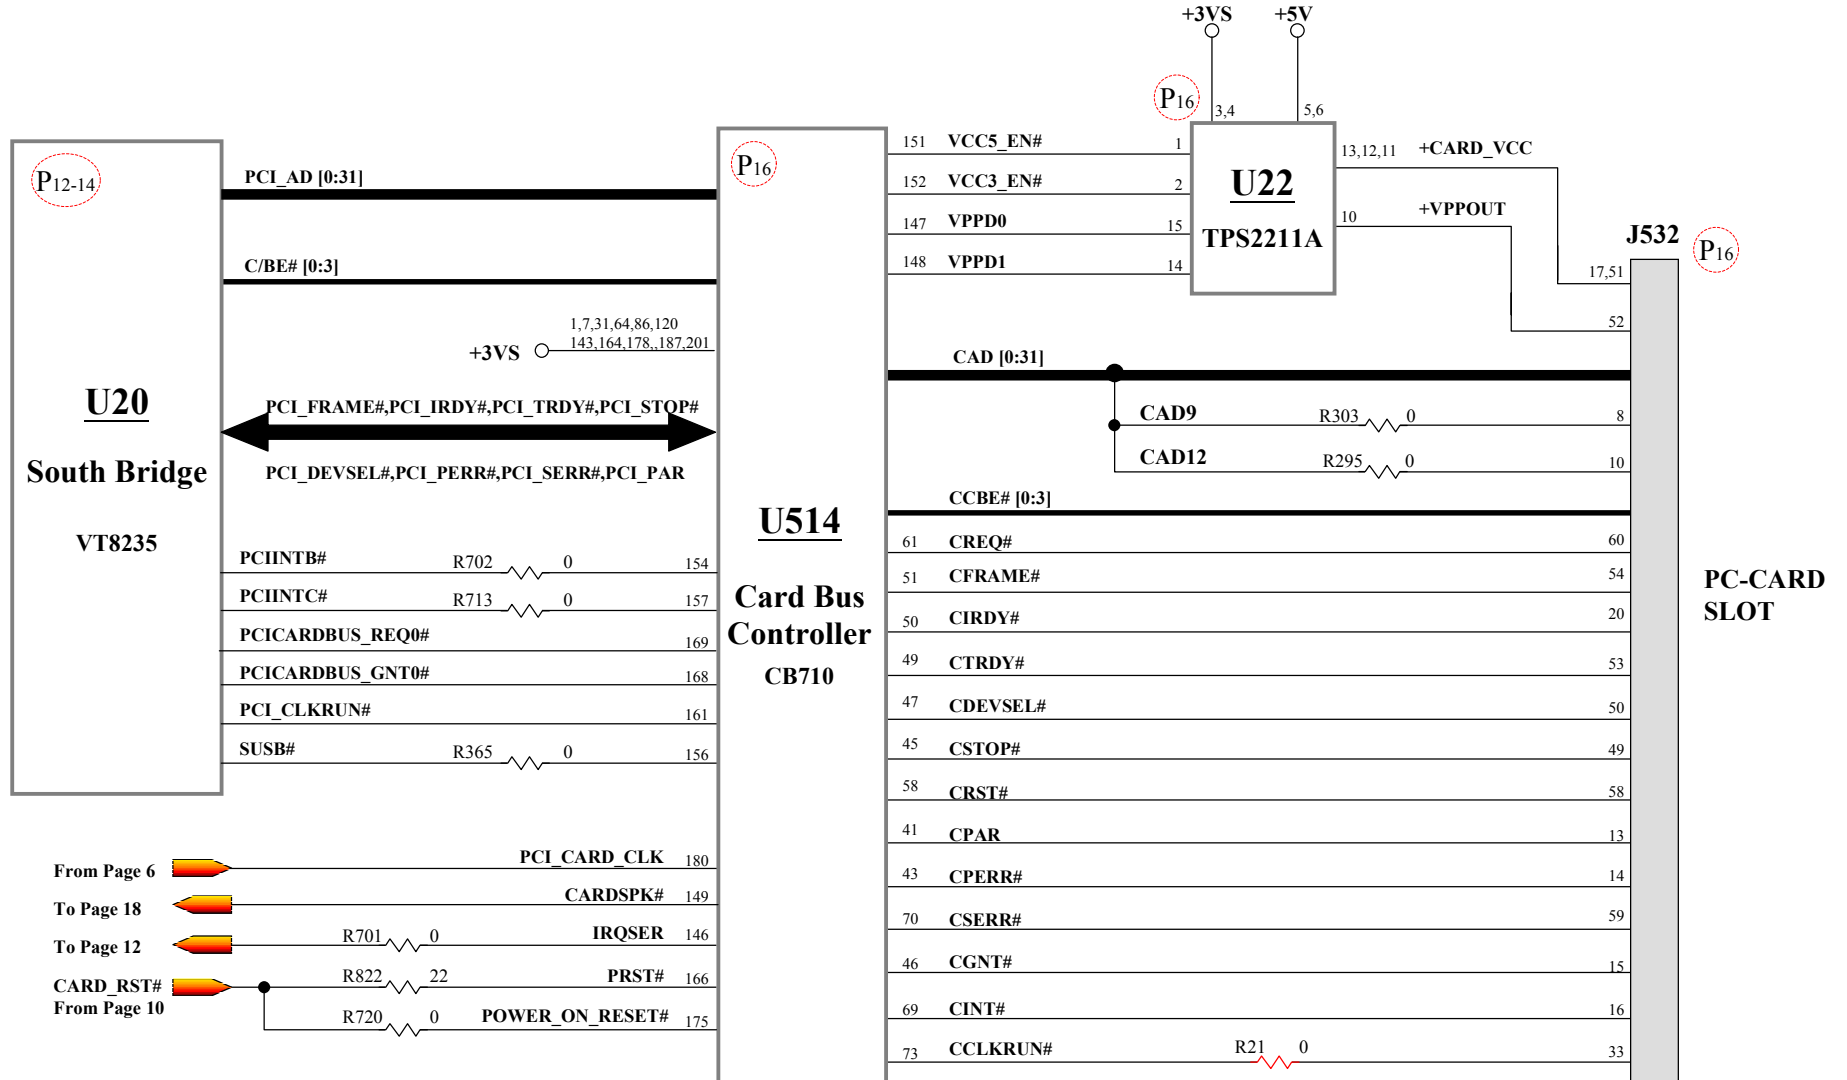 +3VS +5V
P16 3,4 5,6
P12-14
PCI_AD [0:31]
C/BE# [0:3]
1,7,31,64,86,120
+3VS 143,164,178,,187,201
U20
South Bridge
VT8235
PCI_FRAME#,PCI_IRDY#,PCI_TRDY#,PCI_STOP#
PCI_DEVSEL#,PCI_PERR#,PCI_SERR#,PCI_PAR
PCIINTB# R702 0 154
PCIINTC# R713 0 157
PCICARDBUS_REQ0# 169
PCICARDBUS_GNT0# 168
PCI_CLKRUN# 161
SUSB# R365 0 156
From Page 6 PCI_CARD_CLK 180
To Page 18 CARDSPK# 149
To Page 12 R701 0 IRQSER 146
CARD_RST# R822 22 PRST# 166
From Page 10
R720 0 POWER_ON_RESET# 175
P16
U514
Card Bus
Controller
CB710
151 VCC5_EN# 1
152 VCC3_EN# 2
147 VPPD0 15
148 VPPD1 14
U22
TPS2211A
13,12,11 +CARD_VCC
10 +VPPOUT
J532 P16
17,51
52
CAD [0:31]
CAD9 R303 0 8
CAD12 R295 0 10
CCBE# [0:3]
61 CREQ# 60
51 CFRAME# 54
50 CIRDY# 20
49 CTRDY# 53
47 CDEVSEL# 50
45 CSTOP# 49
58 CRST# 58
41 CPAR 13
43 CPERR# 14
70 CSERR# 59
46 CGNT# 15
69 CINT# 16
73 CCLKRUN# R21 0 33
PC-CARD
SLOT